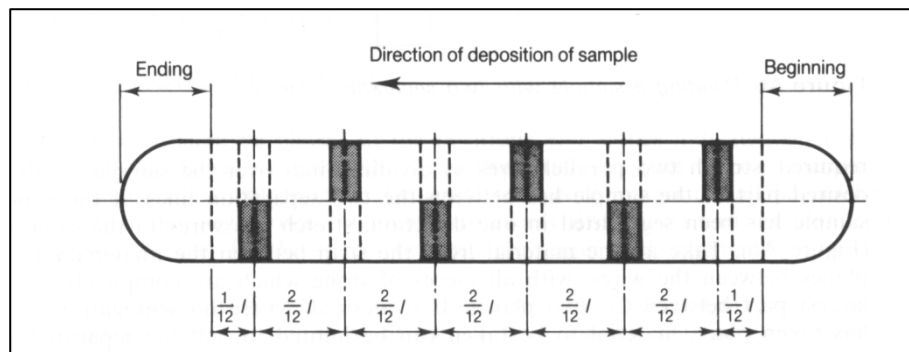 Direction of deposition of sample
Ending
Beginning
1/12 l 2/12 l 2/12 l 2/12 l 2/12 l 2/12 l 1/12 l